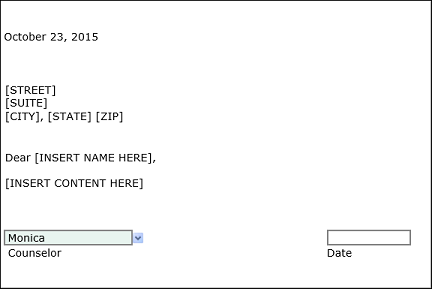 October 23, 2015
[STREET]
[SUITE]
[CITY], [STATE] [ZIP]
Dear [INSERT NAME HERE],
[INSERT CONTENT HERE]
Monica
Counselor
Date